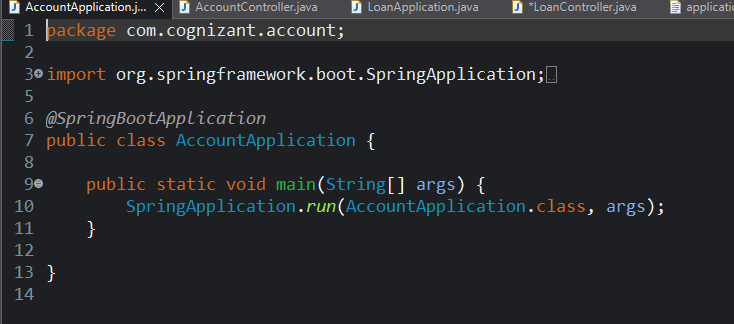 AccountApplication.j... AccountController.java LoanApplication.java *LoanController.java application
1 package com.cognizant.account;
2
3 import org.springframework.boot.SpringApplication;
5
6 @SpringBootApplication
7 public class AccountApplication {
8
9 public static void main(String[] args) {
10 SpringApplication.run(AccountApplication.class, args);
11 }
12
13 }
14